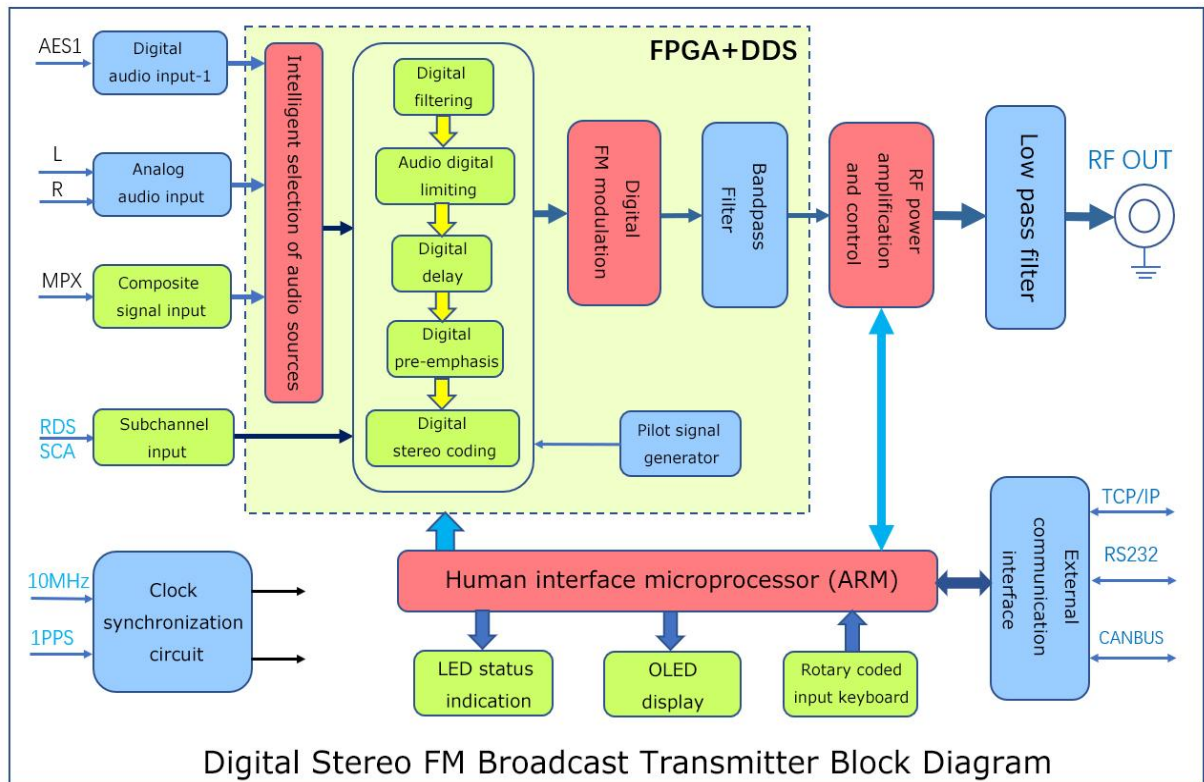 AES1
Digital
audio input-1
L
R
Analog
audio input
MPX
Composite
signal input
RDS
SCA
Subchannel
input
Intelligent selection of audio sources
FPGA+DDS
Digital
filtering
Audio digital
limiting
Digital
delay
Digital
pre-emphasis
Digital
stereo coding
Digital
FM modulation
Bandpass
Filter
Pilot signal
generator
RF power
amplification
and control
Low pass filter
RF OUT
10MHz
1PPS
Clock
synchronization
circuit
Human interface microprocessor (ARM)
LED status
indication
OLED
display
Rotary coded
input keyboard
External
communication
interface
TCP/IP
RS232
CANBUS
Digital Stereo FM Broadcast Transmitter Block Diagram